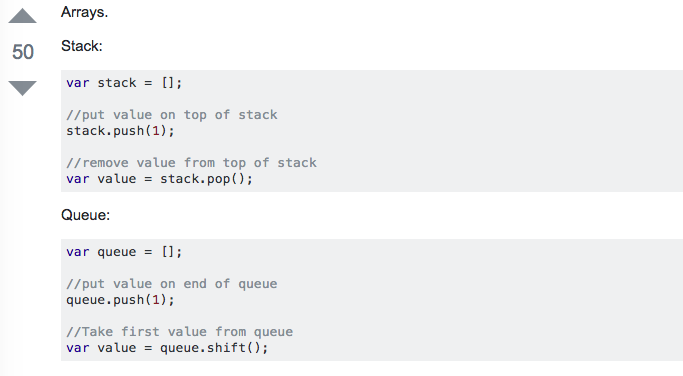 Arrays.
50
Stack:
var stack = [];
//put value on top of stack
stack.push(1);
//remove value from top of stack
var value = stack.pop();
Queue:
var queue = [];
//put value on end of queue
queue.push(1);
//Take first value from queue
var value = queue.shift();